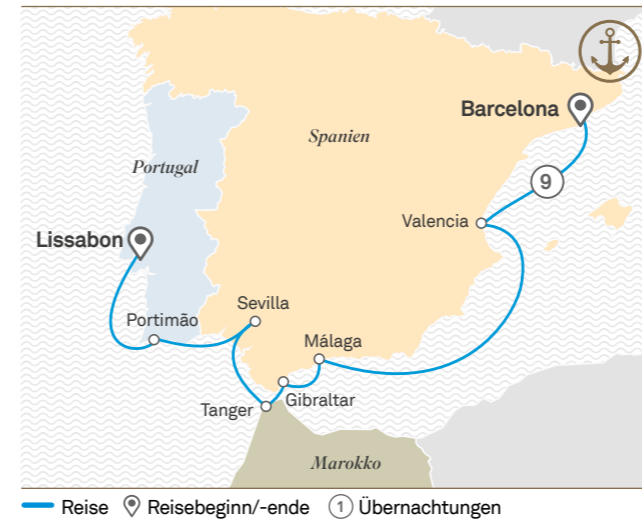 Barcelona
Spanien
Portugal
9
Valencia
Lissabon
Sevilla
Portimão
Málaga
Gibraltar
Tanger
Marokko
Reise Reisebeginn/-ende 1 Übernachtungen